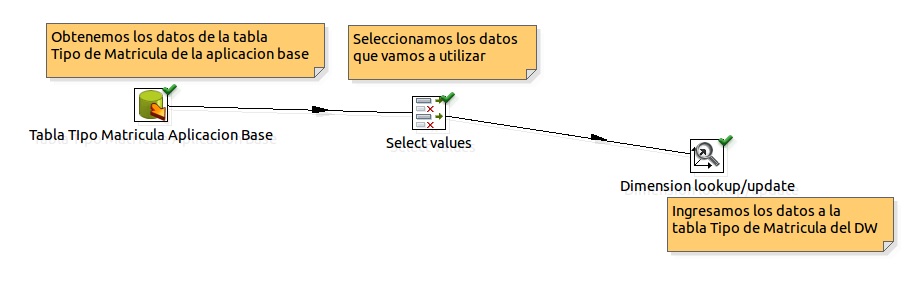 Obtenemos los datos de la tabla
Tipo de Matricula de la aplicacion base
Seleccionamos los datos
que vamos a utilizar
Tabla TIpo Matricula Aplicacion Base
Select values
Dimension lookup/update
Ingresamos los datos a la
tabla Tipo de Matricula del DW